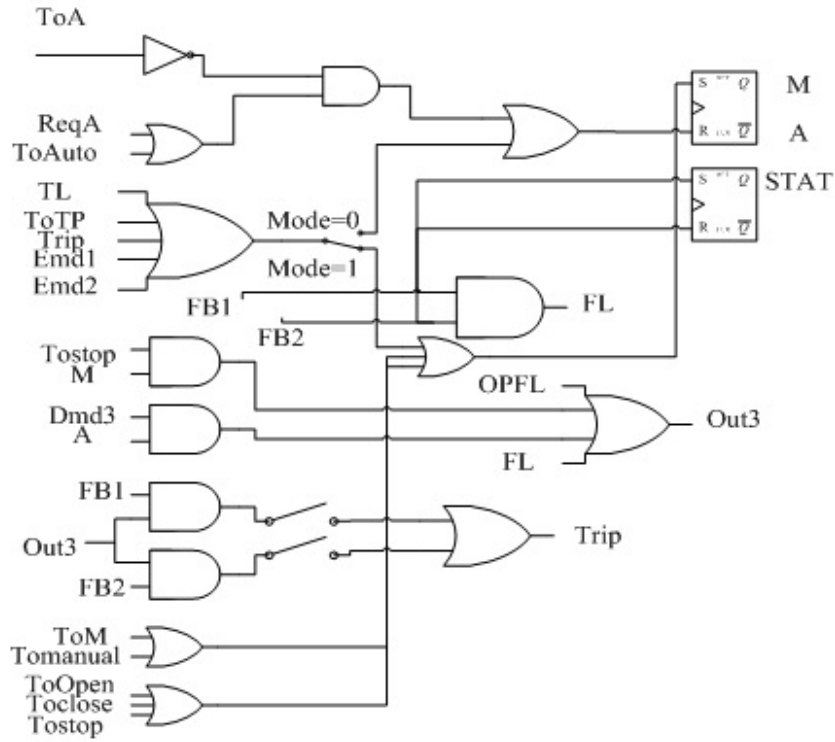 ToA
M
S
Q
ReqA
ToAuto
R
Q
A
TL
S
Q
STAT
ToTP
Mode=0
Trip
R
Q
Emd1
Mode=1
Emd2
FB1
FL
FB2
Tostop
M
OPFL
Dmd3
Out3
A
FL
FB1
Out3
Trip
FB2
ToM
Tomanual
ToOpen
Toclose
Tostop